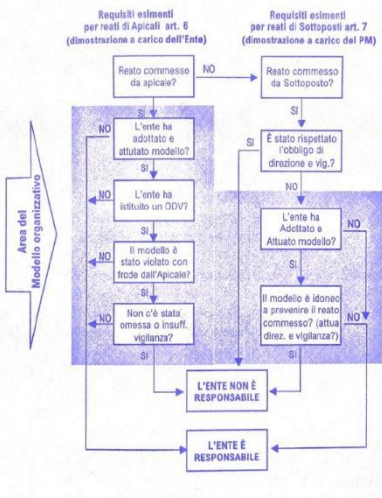 Requisiti esimenti
per reati di Apicali art. 6
(dimostrazione a carico dell'Ente)
Requisiti esimenti
per reati di Sottoposti art. 7
(dimostrazione a carico del PM)
Reato commesso
da apicale?
NO
Reato commesso
da Sottoposto?
SI
SI
L'ente ha
adottato e
attutato modello?
NO
È stato rispettato
l'obbligo di
direzione e vig.?
SI
SI
NO
L'ente ha
istituito un ODV?
NO
L'ente ha
Adottato e
Attuato modello?
NO
SI
Il modello è
stato violato con
frode dall'Apicale?
NO
SI
SI
Il modello è idoneo
a prevenire il reato
commesso? (attua
direz. e vigilanza?)
NO
Non c'è stata
omessa o insuff.
vigilanza?
NO
SI
SI
L'ENTE NON È
RESPONSABILE
L'ENTE È
RESPONSABILE
Area del
Modello organizzativo